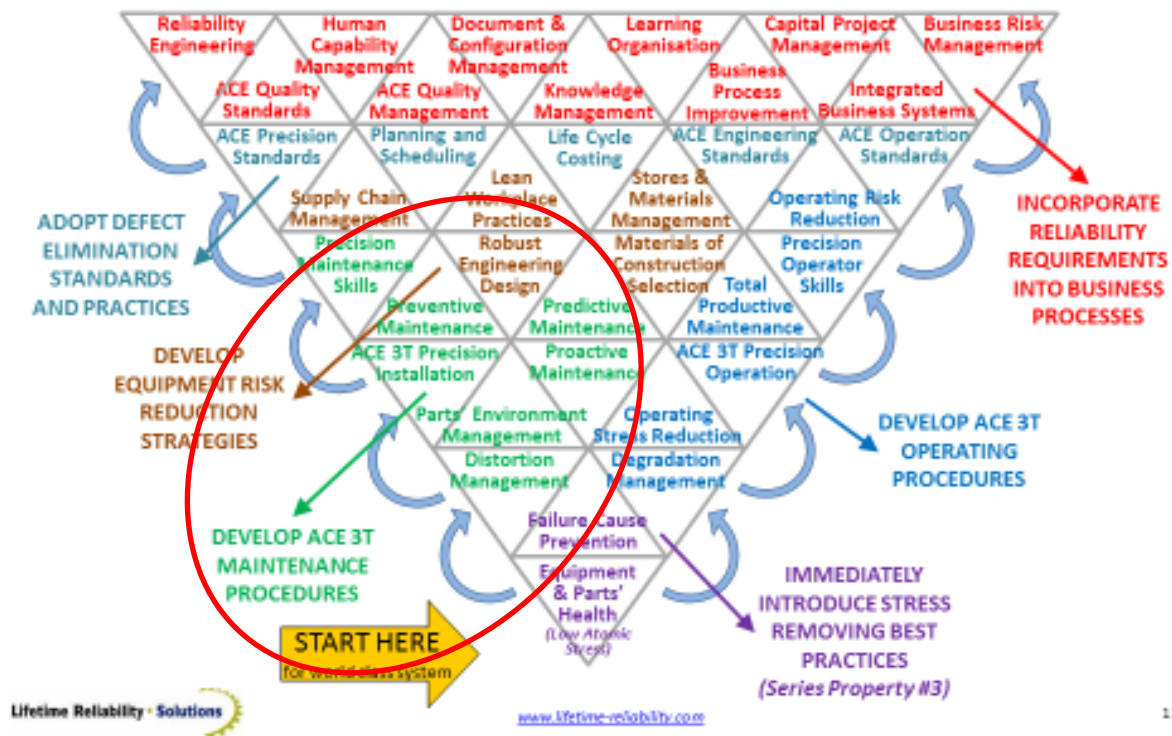 Reliability
Engineering
Human
Capability
Management
Document &
Configuration
Management
Learning
Organisation
Capital Project
Management
Business Risk
Management
ACE Quality
Standards
ACE Quality
Management
Knowledge
Management
Business
Process
Improvement
Integrated
Business Systems
ACE Precision
Standards
Planning and
Scheduling
Life Cycle
Costing
ACE Engineering
Standards
ACE Operation
Standards
Supply Chain
Management
Lean
Workplace
Practices
Stores &
Materials
Management
Operating Risk
Reduction
Precision
Maintenance
Skills
Robust
Engineering
Design
Materials of
Construction
Selection
Precision
Operator
Skills
Preventive
Maintenance
Predictive
Maintenance
Total
Productive
Maintenance
ACE 3T Precision
Installation
Proactive
Maintenance
ACE 3T Precision
Operation
Parts' Environment
Management
Operating
Stress Reduction
Distortion
Management
Degradation
Management
Failure Cause
Prevention
Equipment
& Parts'
Health
(Low Atomic
Stress)
ADOPT DEFECT
ELIMINATION
STANDARDS
AND PRACTICES
DEVELOP
EQUIPMENT RISK
REDUCTION
STRATEGIES
DEVELOP ACE 3T
MAINTENANCE
PROCEDURES
START HERE
for world class system
INCORPORATE
RELIABILITY
REQUIREMENTS
INTO BUSINESS
PROCESSES
DEVELOP ACE 3T
OPERATING
PROCEDURES
IMMEDIATELY
INTRODUCE STRESS
REMOVING BEST
PRACTICES
(Series Property #3)
Lifetime Reliability • Solutions
www.lifetime-reliability.com